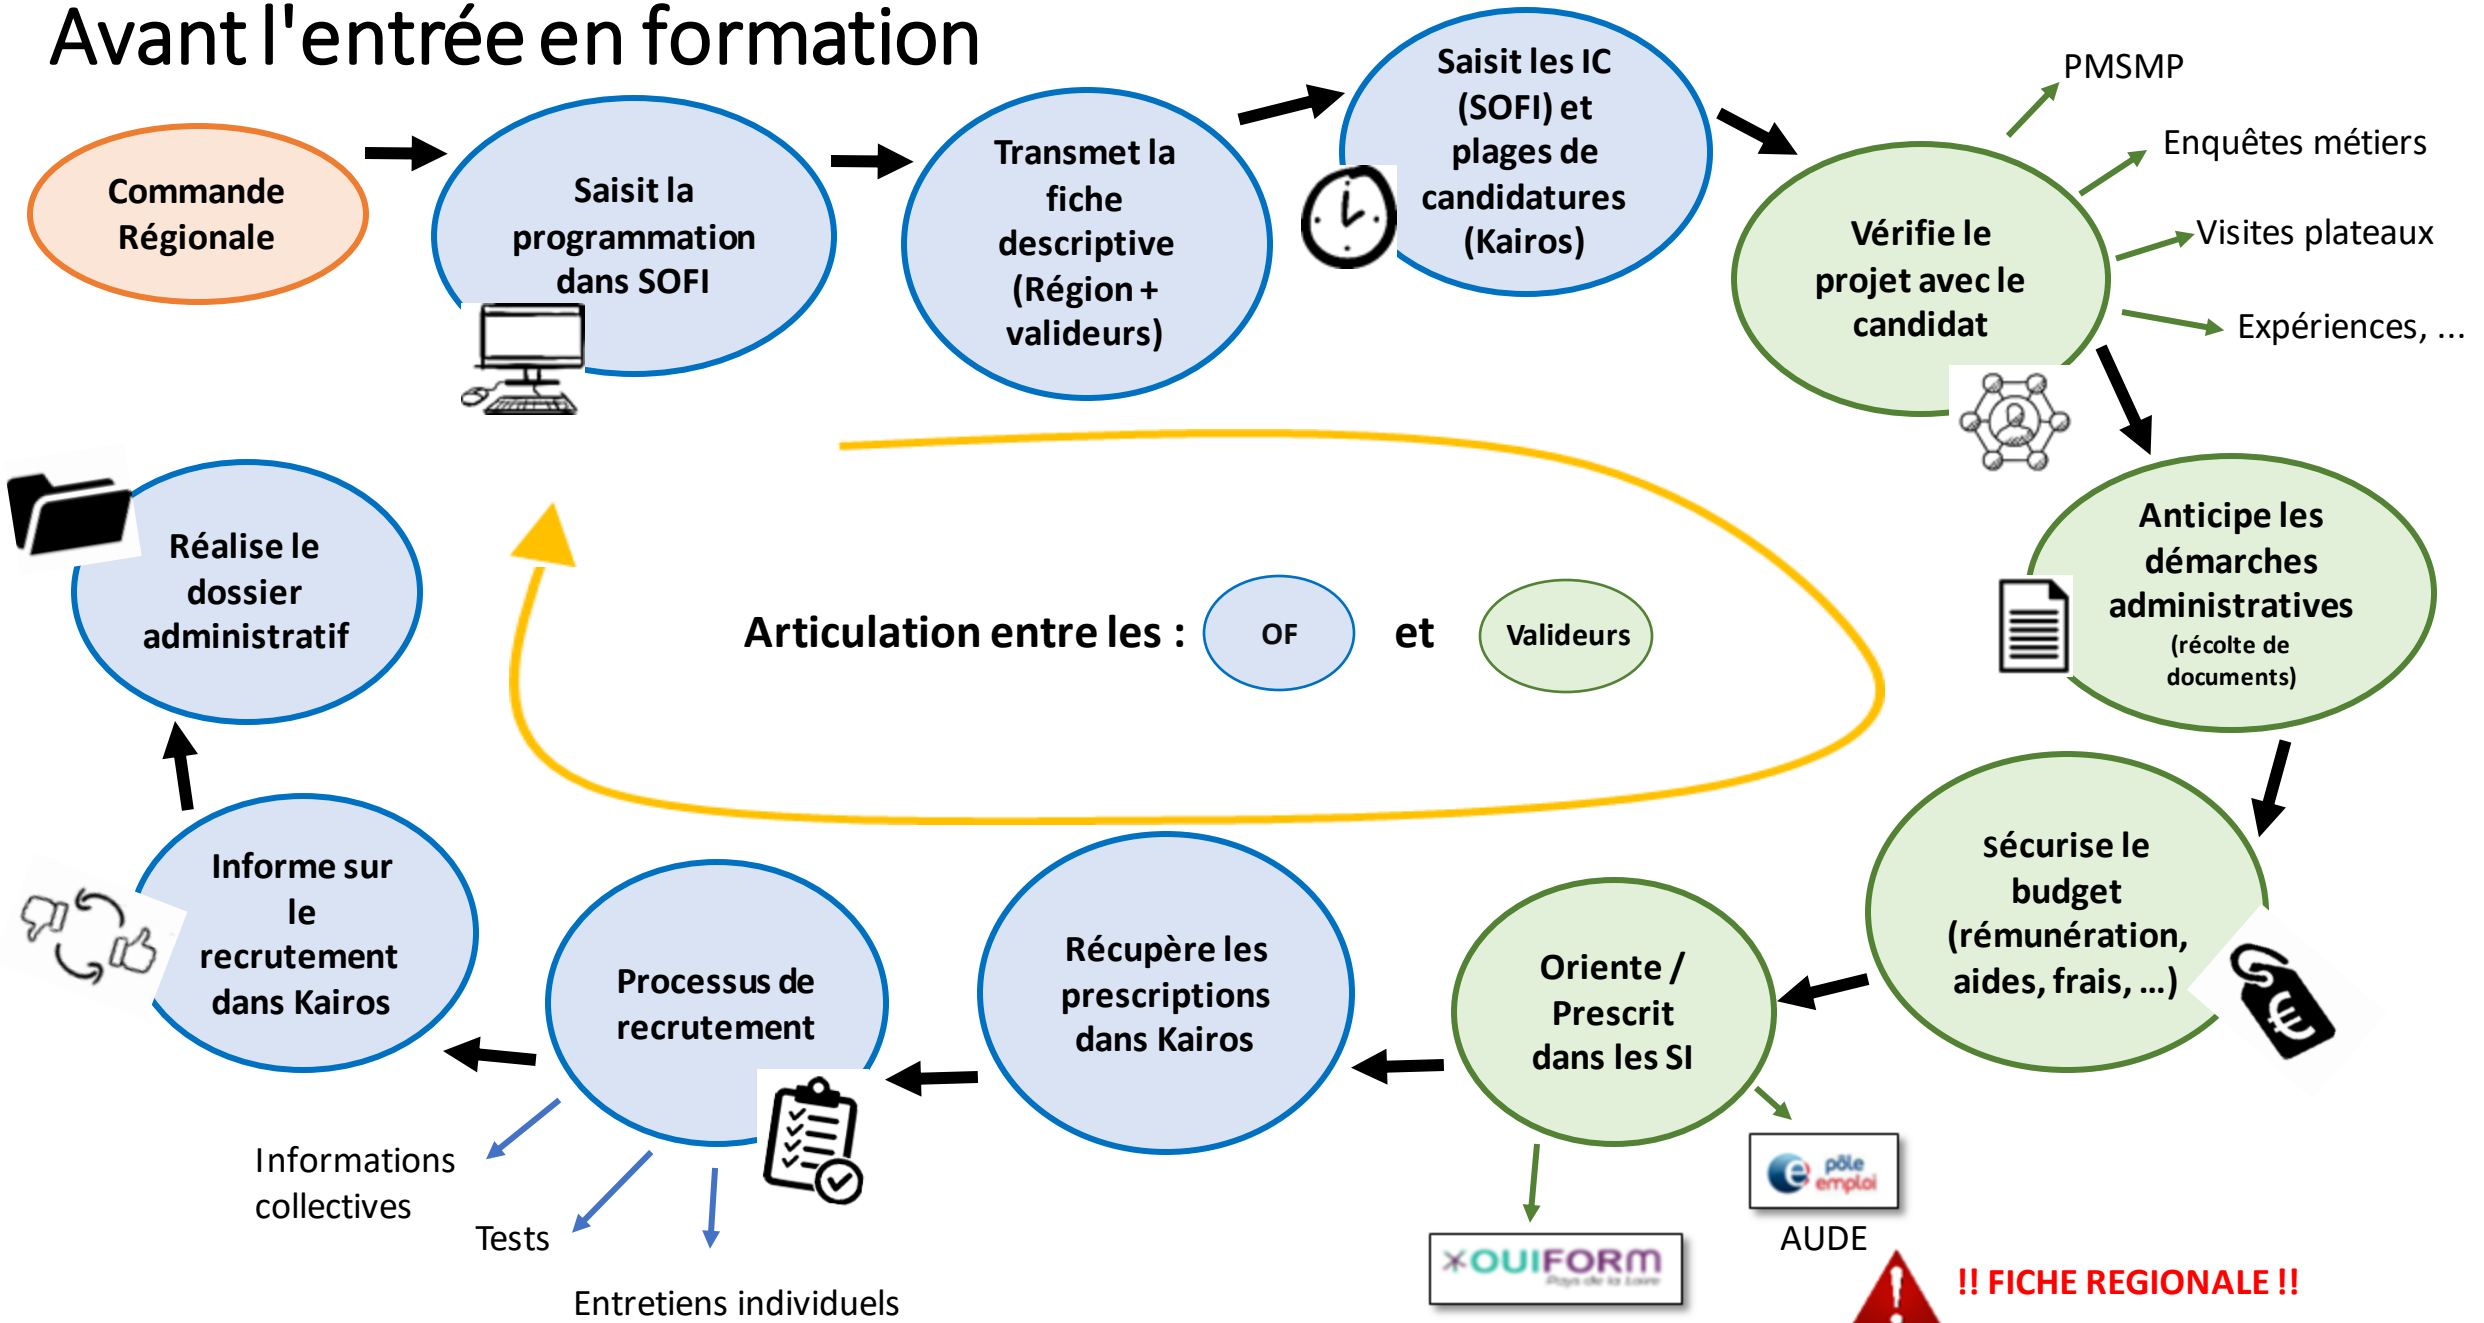 Avant l'entrée en formation
Commande
Régionale
Saisit la
programmation
dans SOFI
Transmet la
fiche
descriptive
(Région +
valideurs)
Saisit les IC
(SOFI) et
plages de
candidatures
(Kairos)
Vérifie le
projet avec le
candidat
PMSMP
Enquêtes métiers
Visites plateaux
Expériences, ...
Anticipe les
démarches
administratives
(récolte de
documents)
Sécurise le
budget
(rémunération,
aides, frais, ...)
Oriente /
Prescrit
dans les SI
pôle
emploi
AUDE
!! FICHE REGIONALE !!
OUIFORM
Pays de la Loire
Récupère les
prescriptions
dans Kairos
Processus de
recrutement
Informations
collectives
Tests
Entretiens individuels
Informe sur
le
recrutement
dans Kairos
Réalise le
dossier
administratif
Articulation entre les : OF et Valideurs